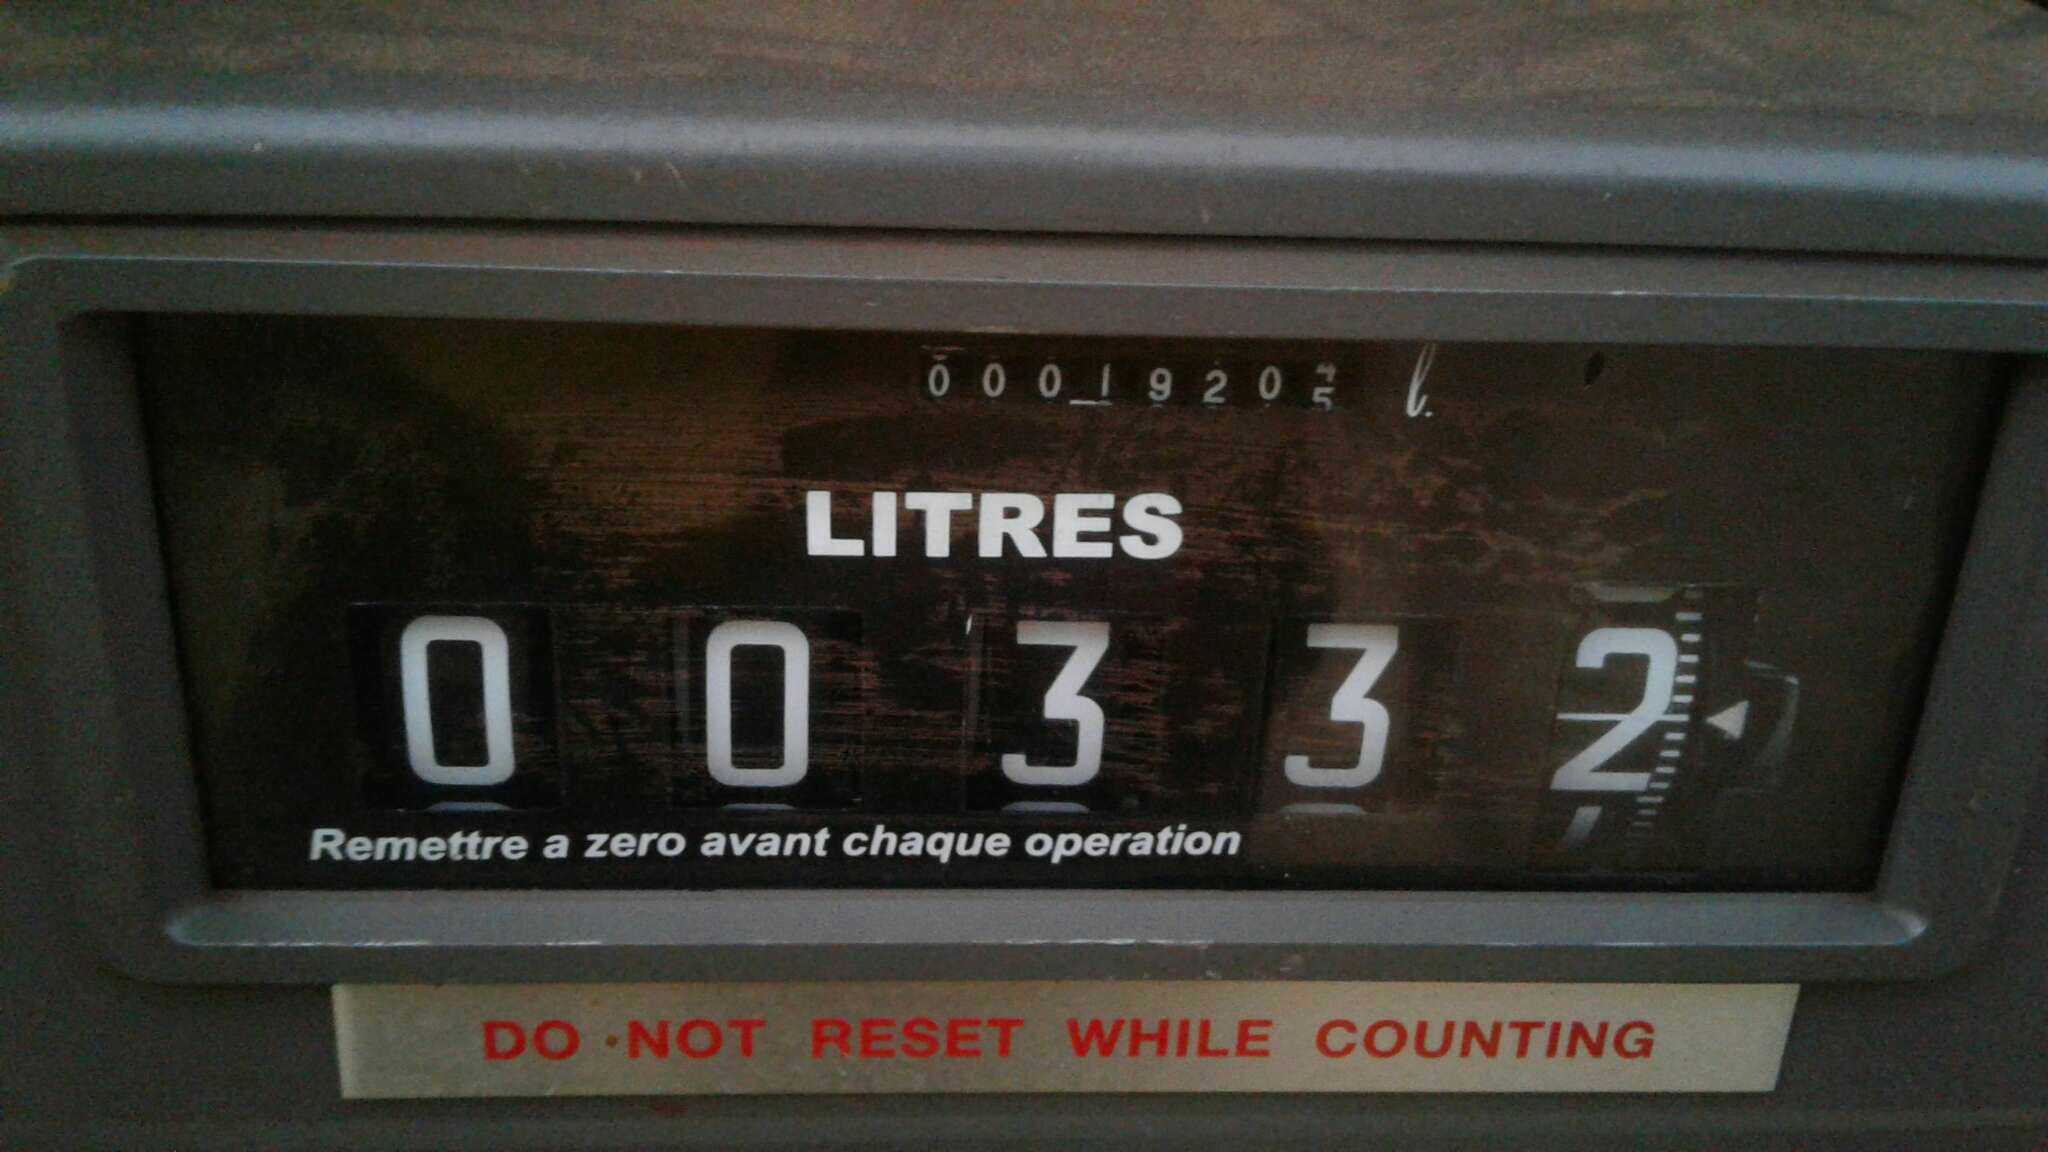 0001920 l.
LITRES
00332
Remettre a zero avant chaque operation
DO NOT RESET WHILE COUNTING